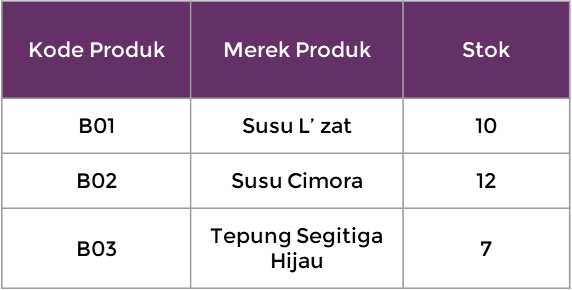 Kode Produk Merek Produk Stok
B01 Susu L’ zat 10
B02 Susu Cimora 12
B03 Tepung Segitiga Hijau 7